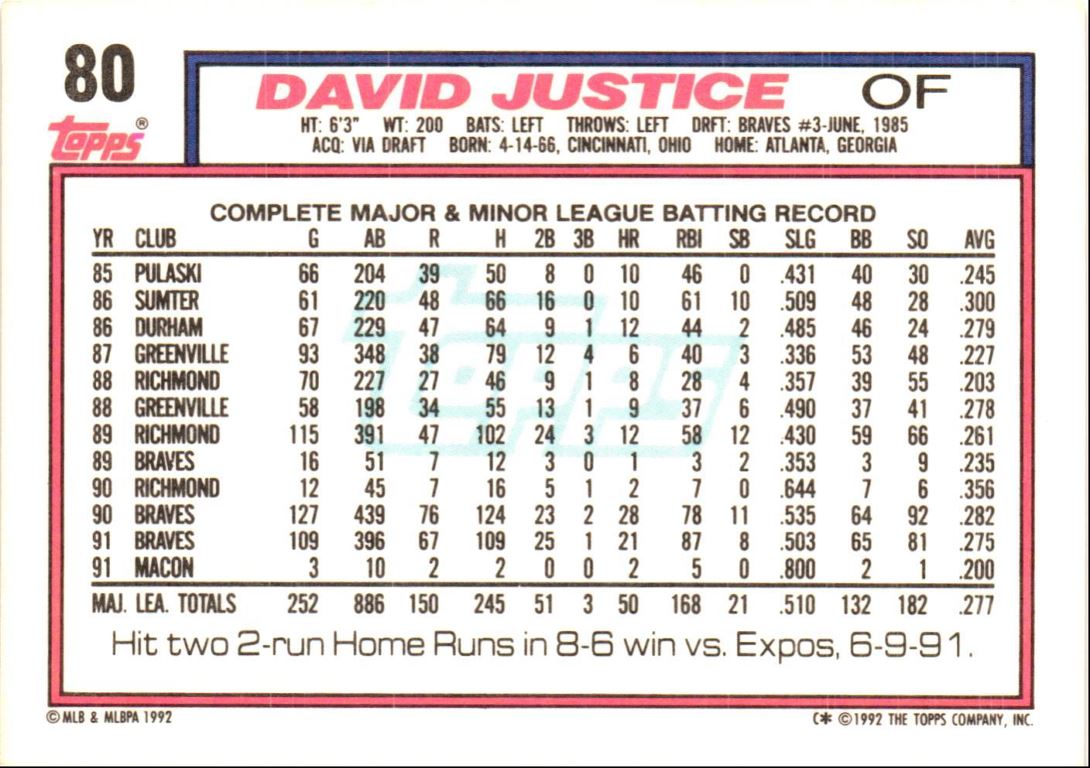 80
DAVID JUSTICE OF
topps®
HT: 6'3" WT: 200 BATS: LEFT THROWS: LEFT DRFT: BRAVES #3-JUNE, 1985
ACQ: VIA DRAFT BORN: 4-14-66, CINCINNATI, OHIO HOME: ATLANTA, GEORGIA
COMPLETE MAJOR & MINOR LEAGUE BATTING RECORD
YR CLUB G AB R H 2B 3B HR RBI SB SLG BB SO AVG
85 PULASKI 66 204 39 50 8 0 10 46 0 .431 40 30 .245
86 SUMTER 61 220 48 66 16 0 10 61 10 .509 48 28 .300
86 DURHAM 67 229 47 64 9 1 12 44 2 .485 46 24 .279
87 GREENVILLE 93 348 38 79 12 4 6 40 3 .336 53 48 .227
88 RICHMOND 70 227 27 46 9 1 8 28 4 .357 39 55 .203
88 GREENVILLE 58 198 34 55 13 1 9 37 6 .490 37 41 .278
89 RICHMOND 115 391 47 102 24 3 12 58 12 .430 59 66 .261
89 BRAVES 16 51 7 12 3 0 1 3 2 .353 3 9 .235
90 RICHMOND 12 45 7 16 5 1 2 7 0 .644 7 6 .356
90 BRAVES 127 439 76 124 23 2 28 78 11 .535 64 92 .282
91 BRAVES 109 396 67 109 25 1 21 87 8 .503 65 81 .275
91 MACON 3 10 2 2 0 0 2 5 0 .800 2 1 .200
MAJ. LEA. TOTALS 252 886 150 245 51 3 50 168 21 .510 132 182 .277
topps
Hit two 2-run Home Runs in 8-6 win vs. Expos, 6-9-91.
© MLB & MLBPA 1992
C* © 1992 THE TOPPS COMPANY, INC.